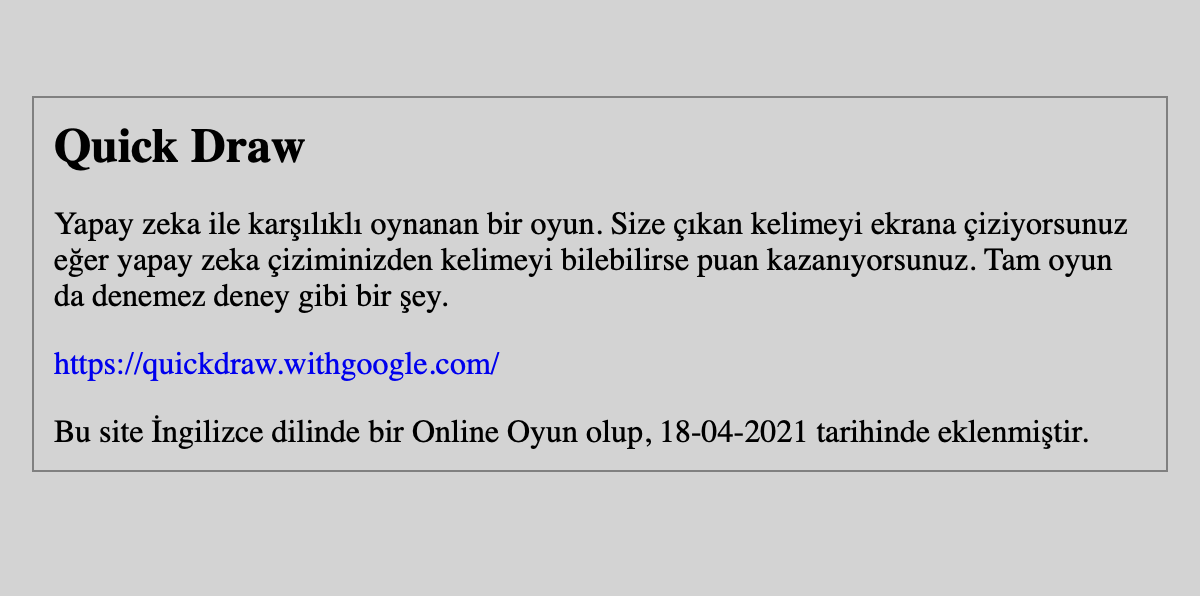 Quick Draw
Yapay zeka ile karşılıklı oynanan bir oyun. Size çıkan kelimeyi ekrana çiziyorsunuz
eğer yapay zeka çiziminizden kelimeyi bilebilirse puan kazanıyorsunuz. Tam oyun
da denemez deney gibi bir şey.
https://quickdraw.withgoogle.com/
Bu site İngilizce dilinde bir Online Oyun olup, 18-04-2021 tarihinde eklenmiştir.